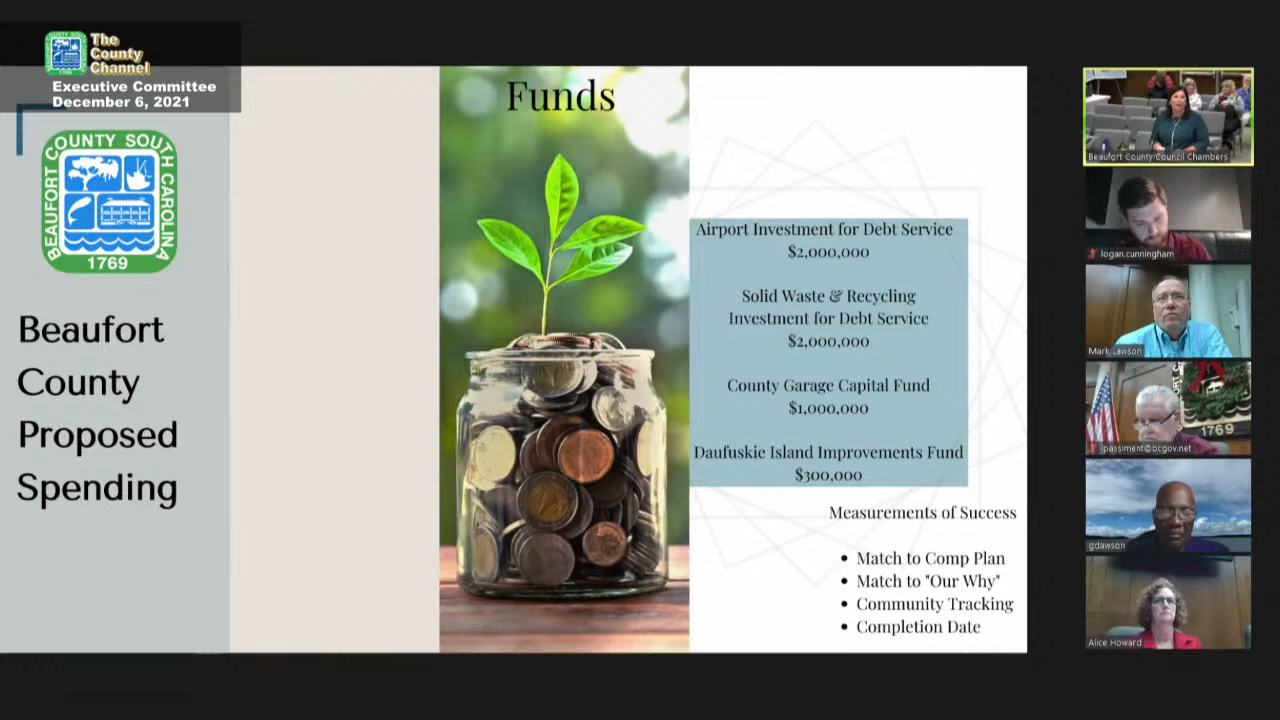 The
County
Channel
Executive Committee
December 6, 2021
BEAUFORT COUNTY SOUTH CAROLINA
1769
Beaufort
County
Proposed
Spending
Funds
Airport Investment for Debt Service
$2,000,000
Solid Waste & Recycling
Investment for Debt Service
$2,000,000
County Garage Capital Fund
$1,000,000
Daufuskie Island Improvements Fund
$300,000
Measurements of Success
• Match to Comp Plan
• Match to "Our Why"
• Community Tracking
• Completion Date
Beaufort County Council Chambers
logan.cunningham
Mark Lawson
1769
jpassiment@bcgov.net
gdawson
Alice Howard